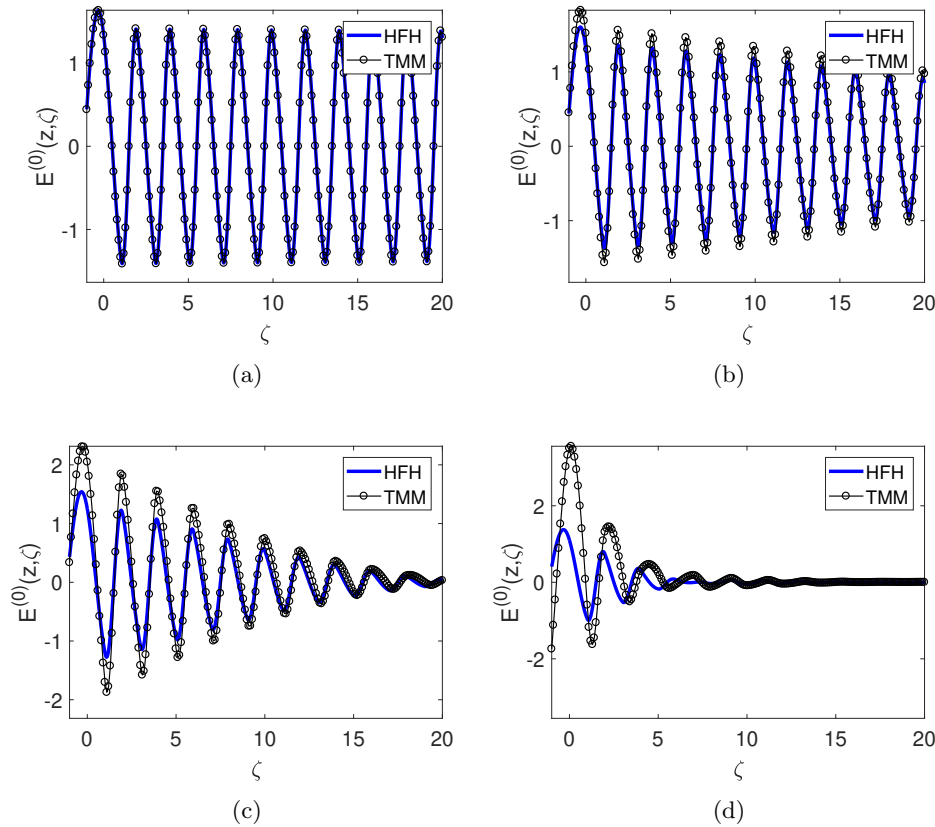 HFH
TMM
1
0
-1
E^{(0)}(z,ζ)
0 5 10 15 20
ζ
(a)
HFH
TMM
1
0
-1
E^{(0)}(z,ζ)
0 5 10 15 20
ζ
(b)
HFH
TMM
2
1
0
-1
-2
E^{(0)}(z,ζ)
0 5 10 15 20
ζ
(c)
HFH
TMM
2
0
-2
E^{(0)}(z,ζ)
0 5 10 15 20
ζ
(d)